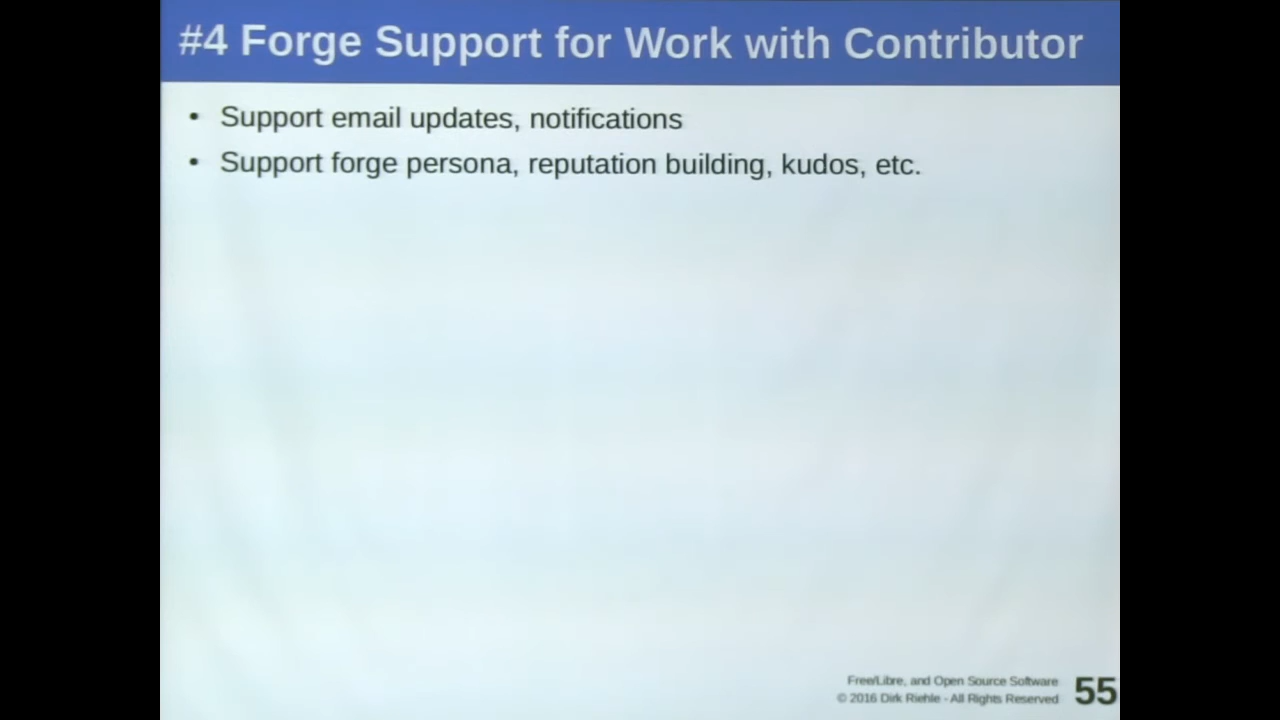 #4 Forge Support for Work with Contributor
• Support email updates, notifications
• Support forge persona, reputation building, kudos, etc.
Free/Libre, and Open Source Software
© 2016 Dirk Riehle - All Rights Reserved
55